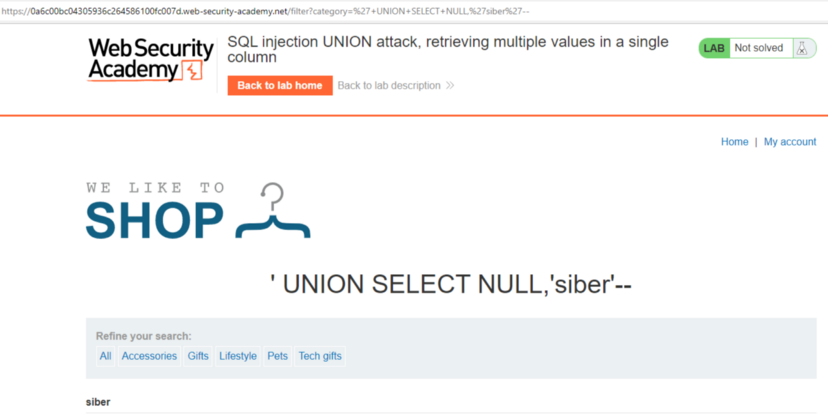 https://0a6c00bc04305936c264586100fc007d.web-security-academy.net/filter?category=%27+UNION+SELECT+NULL,%27siber%27--
Web Security
Academy
SQL injection UNION attack, retrieving multiple values in a single
column
Back to lab home Back to lab description >>
LAB Not solved
Home | My account
WE LIKE TO
SHOP
' UNION SELECT NULL,'siber'--
Refine your search:
All Accessories Gifts Lifestyle Pets Tech gifts
siber